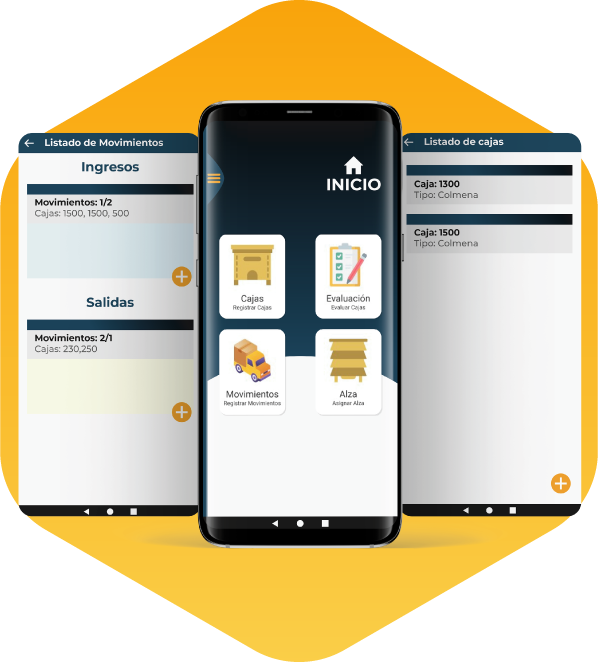 Listado de Movimientos
Ingresos
Movimientos: 1/2
Cajas: 1500, 1500, 500
Salidas
Movimientos: 2/1
Cajas: 230,250
INICIO
Cajas
Registrar Cajas
Evaluación
Evaluar Cajas
Movimientos
Registrar Movimientos
Alza
Asignar Alza
Listado de cajas
Caja: 1300
Tipo: Colmena
Caja: 1500
Tipo: Colmena